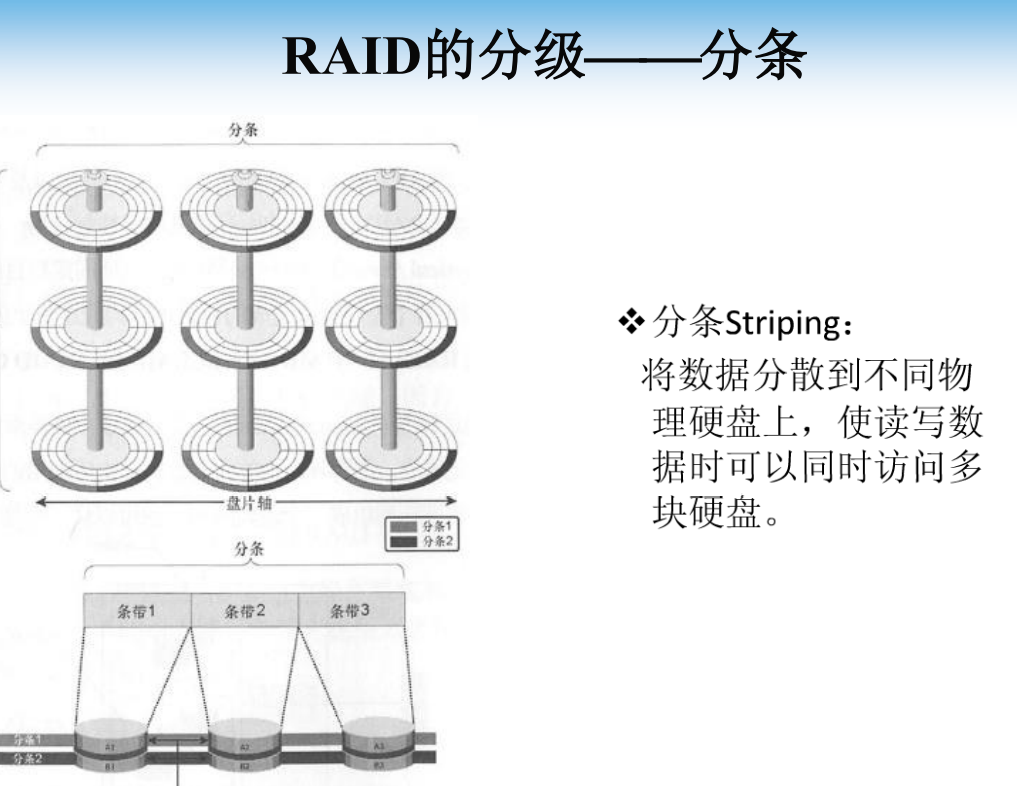 RAID的分级——分条
分条
盘片轴
分条1
分条2
分条
条带1 条带2 条带3
分条1 A1 A2 A3
分条2 B1 B2 B3
❖分条Striping：
将数据分散到不同物
理硬盘上，使读写数
据时可以同时访问多
块硬盘。